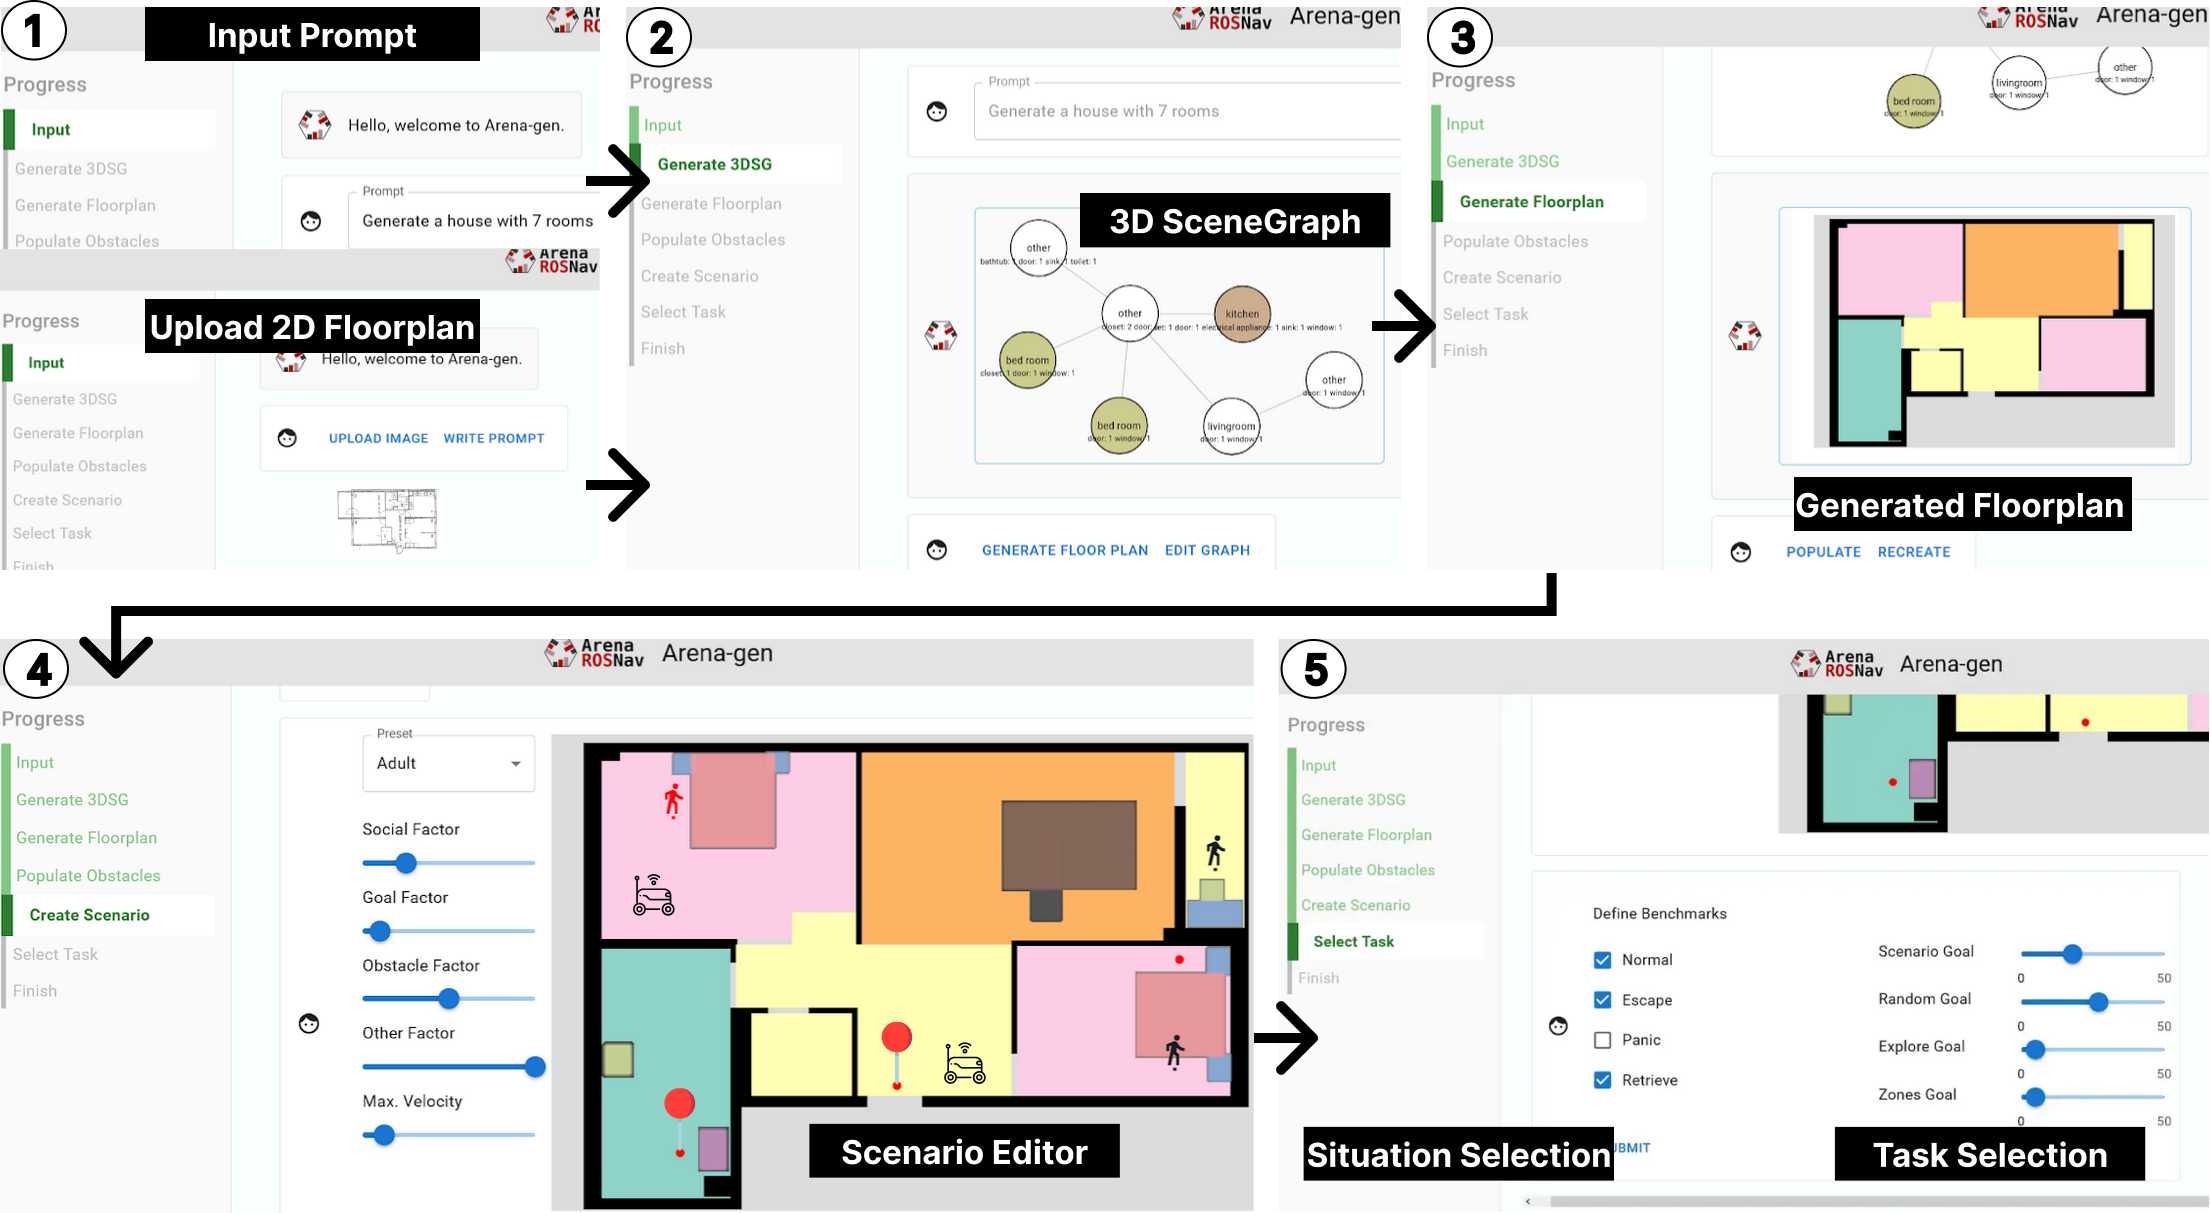 1
Input Prompt
Progress
Input
Generate 3DSG
Generate Floorplan
Populate Obstacles
Hello, welcome to Arena-gen.
Prompt
Generate a house with 7 rooms
Arena
ROSNav
Upload 2D Floorplan
Progress
Input
Generate 3DSG
Generate Floorplan
Populate Obstacles
Create Scenario
Select Task
Finish
Hello, welcome to Arena-gen.
UPLOAD IMAGE WRITE PROMPT
2
Arena
ROSNav
Arena-gen
Progress
Input
Generate 3DSG
Generate Floorplan
Populate Obstacles
Create Scenario
Select Task
Finish
Prompt
Generate a house with 7 rooms
3D SceneGraph
other
bathtub: 1 door: 1 sink: 1 toilet: 1
other
closet: 2 door:
kitchen
set: 1 door: 1 electrical appliance: 1 sink: 1 window: 1
bed room
closet: 1 door: 1 window: 1
other
door: 1 window: 1
bed room
door: 1 window: 1
livingroom
door: 1 window: 1
GENERATE FLOOR PLAN EDIT GRAPH
3
Arena
ROSNav
Arena-gen
Progress
Input
Generate 3DSG
Generate Floorplan
Populate Obstacles
Create Scenario
Select Task
Finish
other
door: 1 window: 1
livingroom
door: 1 window: 1
bed room
door: 1 window: 1
Generated Floorplan
POPULATE RECREATE
4
Arena
ROSNav
Arena-gen
Progress
Input
Generate 3DSG
Generate Floorplan
Populate Obstacles
Create Scenario
Select Task
Finish
Preset
Adult
Social Factor
Goal Factor
Obstacle Factor
Other Factor
Max. Velocity
Scenario Editor
5
Arena
ROSNav
Arena-gen
Progress
Input
Generate 3DSG
Generate Floorplan
Populate Obstacles
Create Scenario
Select Task
Finish
Define Benchmarks
Normal
Escape
Panic
Retrieve
Scenario Goal
0 50
Random Goal
0 50
Explore Goal
0 50
Zones Goal
0 50
Situation Selection
BMIT
Task Selection